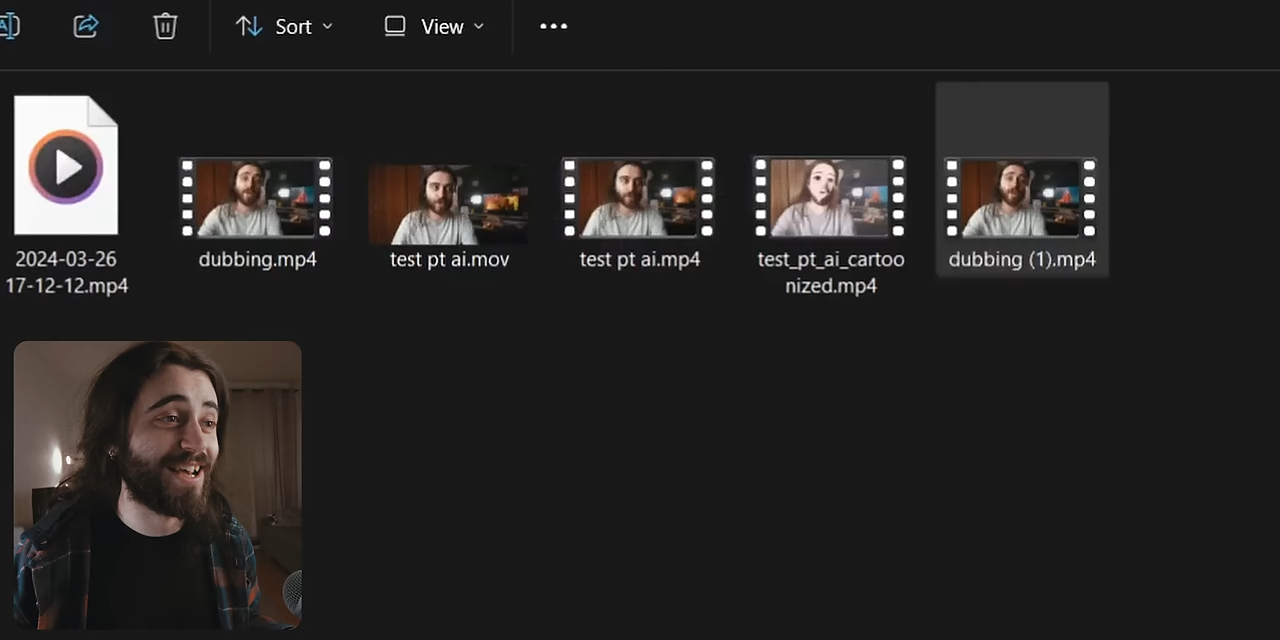 Sort
View
2024-03-26
17-12-12.mp4
dubbing.mp4
test pt ai.mov
test pt ai.mp4
test_pt_ai_cartoo
nized.mp4
dubbing (1).mp4